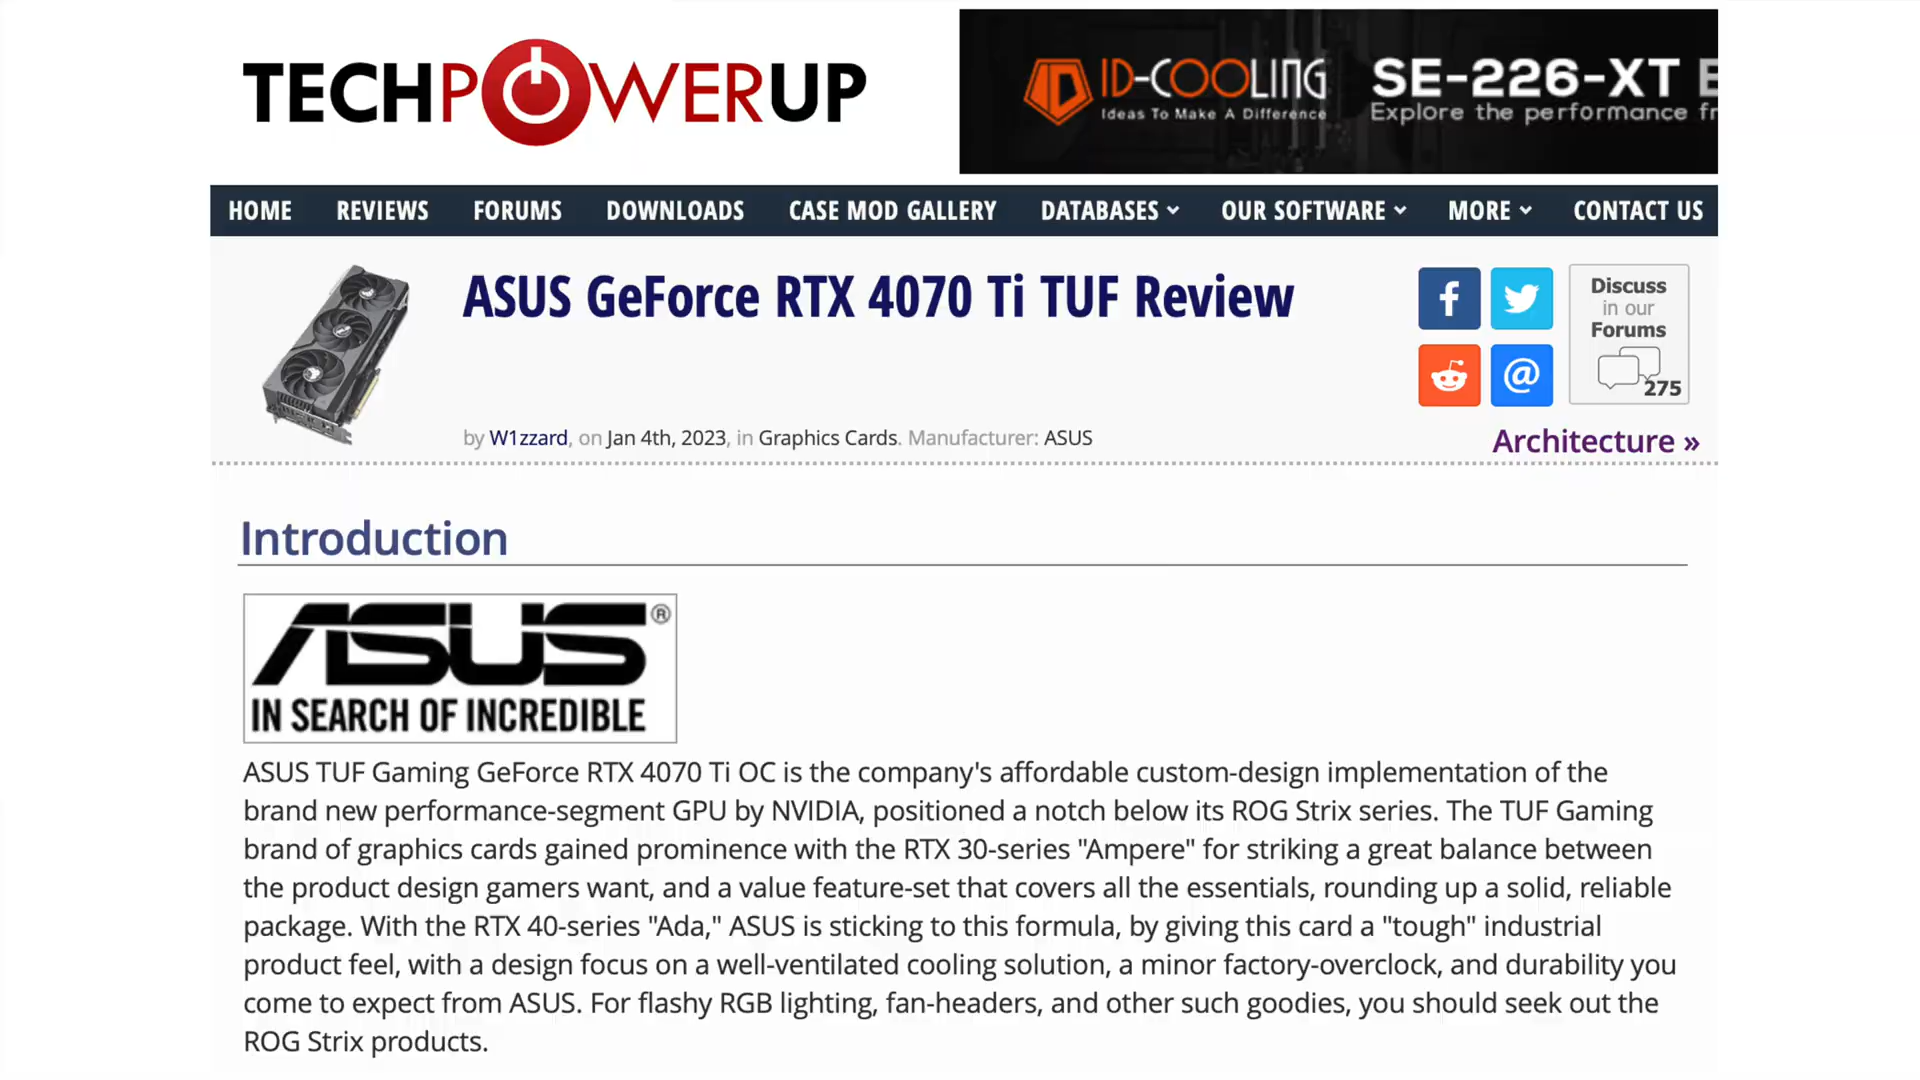 TECHPOWERUP
ID-COOLING
Ideas To Make A Difference
SE-226-XT
Explore the performance
HOME REVIEWS FORUMS DOWNLOADS CASE MOD GALLERY DATABASES OUR SOFTWARE MORE CONTACT US
ASUS GeForce RTX 4070 Ti TUF Review
Discuss
in our
Forums
275
by W1zzard, on Jan 4th, 2023, in Graphics Cards. Manufacturer: ASUS
Architecture »
Introduction
ASUS®
IN SEARCH OF INCREDIBLE
ASUS TUF Gaming GeForce RTX 4070 Ti OC is the company's affordable custom-design implementation of the
brand new performance-segment GPU by NVIDIA, positioned a notch below its ROG Strix series. The TUF Gaming
brand of graphics cards gained prominence with the RTX 30-series "Ampere" for striking a great balance between
the product design gamers want, and a value feature-set that covers all the essentials, rounding up a solid, reliable
package. With the RTX 40-series "Ada," ASUS is sticking to this formula, by giving this card a "tough" industrial
product feel, with a design focus on a well-ventilated cooling solution, a minor factory-overclock, and durability you
come to expect from ASUS. For flashy RGB lighting, fan-headers, and other such goodies, you should seek out the
ROG Strix products.